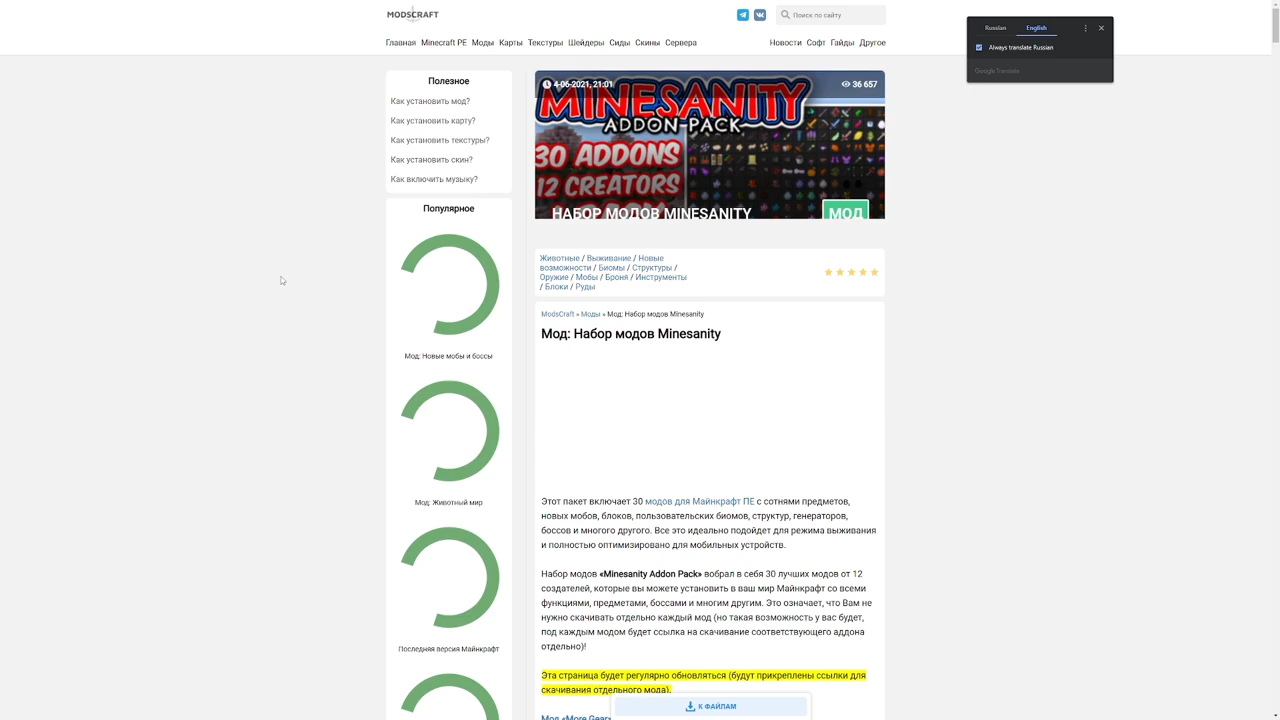 MODSCRAFT
Поиск по сайту
Главная Minecraft PE Моды Карты Текстуры Шейдеры Сиды Скины Сервера
Новости Софт Гайды Другое
Russian English
Always translate Russian
Google Translate
Полезное
Как установить мод?
Как установить карту?
Как установить текстуры?
Как установить скин?
Как включить музыку?
Популярное
Мод: Новые мобы и боссы
Мод: Животный мир
Последняя версия Майнкрафт
4-06-2021, 21:01
36 657
MINESANITY
ADDON PACK
30 ADDONS
12 CREATORS
НАБОР МОДОВ MINESANITY
МОД
Животные / Выживание / Новые
возможности / Биомы / Структуры /
Оружие / Мобы / Броня / Инструменты
/ Блоки / Руды
ModsCraft » Моды » Мод: Набор модов Minesanity
Мод: Набор модов Minesanity
Этот пакет включает 30 модов для Майнкрафт ПЕ с сотнями предметов,
новых мобов, блоков, пользовательских биомов, структур, генераторов,
боссов и многого другого. Все это идеально подойдет для режима выживания
и полностью оптимизировано для мобильных устройств.
Набор модов «Minesanity Addon Pack» вобрал в себя 30 лучших модов от 12
создателей, которые вы можете установить в ваш мир Майнкрафт со всеми
функциями, предметами, боссами и многим другим. Это означает, что Вам не
нужно скачивать отдельно каждый мод (но такая возможность у вас будет,
под каждым модом будет ссылка на скачивание соответствующего аддона
отдельно)!
Эта страница будет регулярно обновляться (будут прикреплены ссылки для
скачивания отдельного мода).
Мод «More Gear»
К ФАЙЛАМ